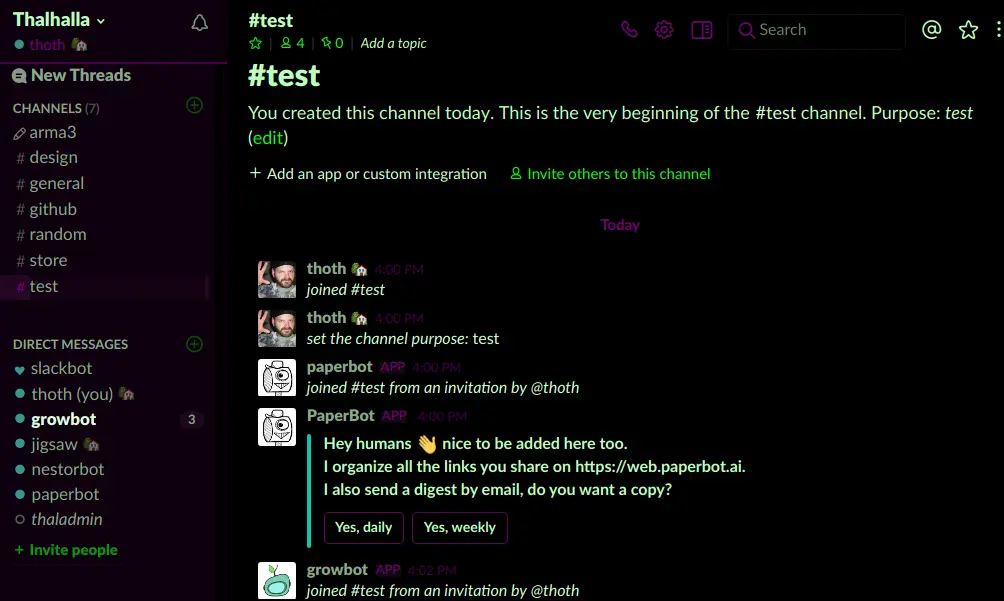 Thalhalla
thoth
New Threads
CHANNELS (7)
arma3
# design
# general
# github
# random
# store
# test
DIRECT MESSAGES
slackbot
thoth (you)
growbot 3
jigsaw
nestorbot
paperbot
thaladmin
+ Invite people
#test
4 | 0 | Add a topic
Search
#test
You created this channel today. This is the very beginning of the #test channel. Purpose: test
(edit)
+ Add an app or custom integration Invite others to this channel
Today
thoth 4:00 PM
joined #test
thoth 4:00 PM
set the channel purpose: test
paperbot APP 4:00 PM
joined #test from an invitation by @thoth
PaperBot APP 4:00 PM
Hey humans 👋 nice to be added here too.
I organize all the links you share on https://web.paperbot.ai.
I also send a digest by email, do you want a copy?
Yes, daily Yes, weekly
growbot APP 4:02 PM
joined #test from an invitation by @thoth